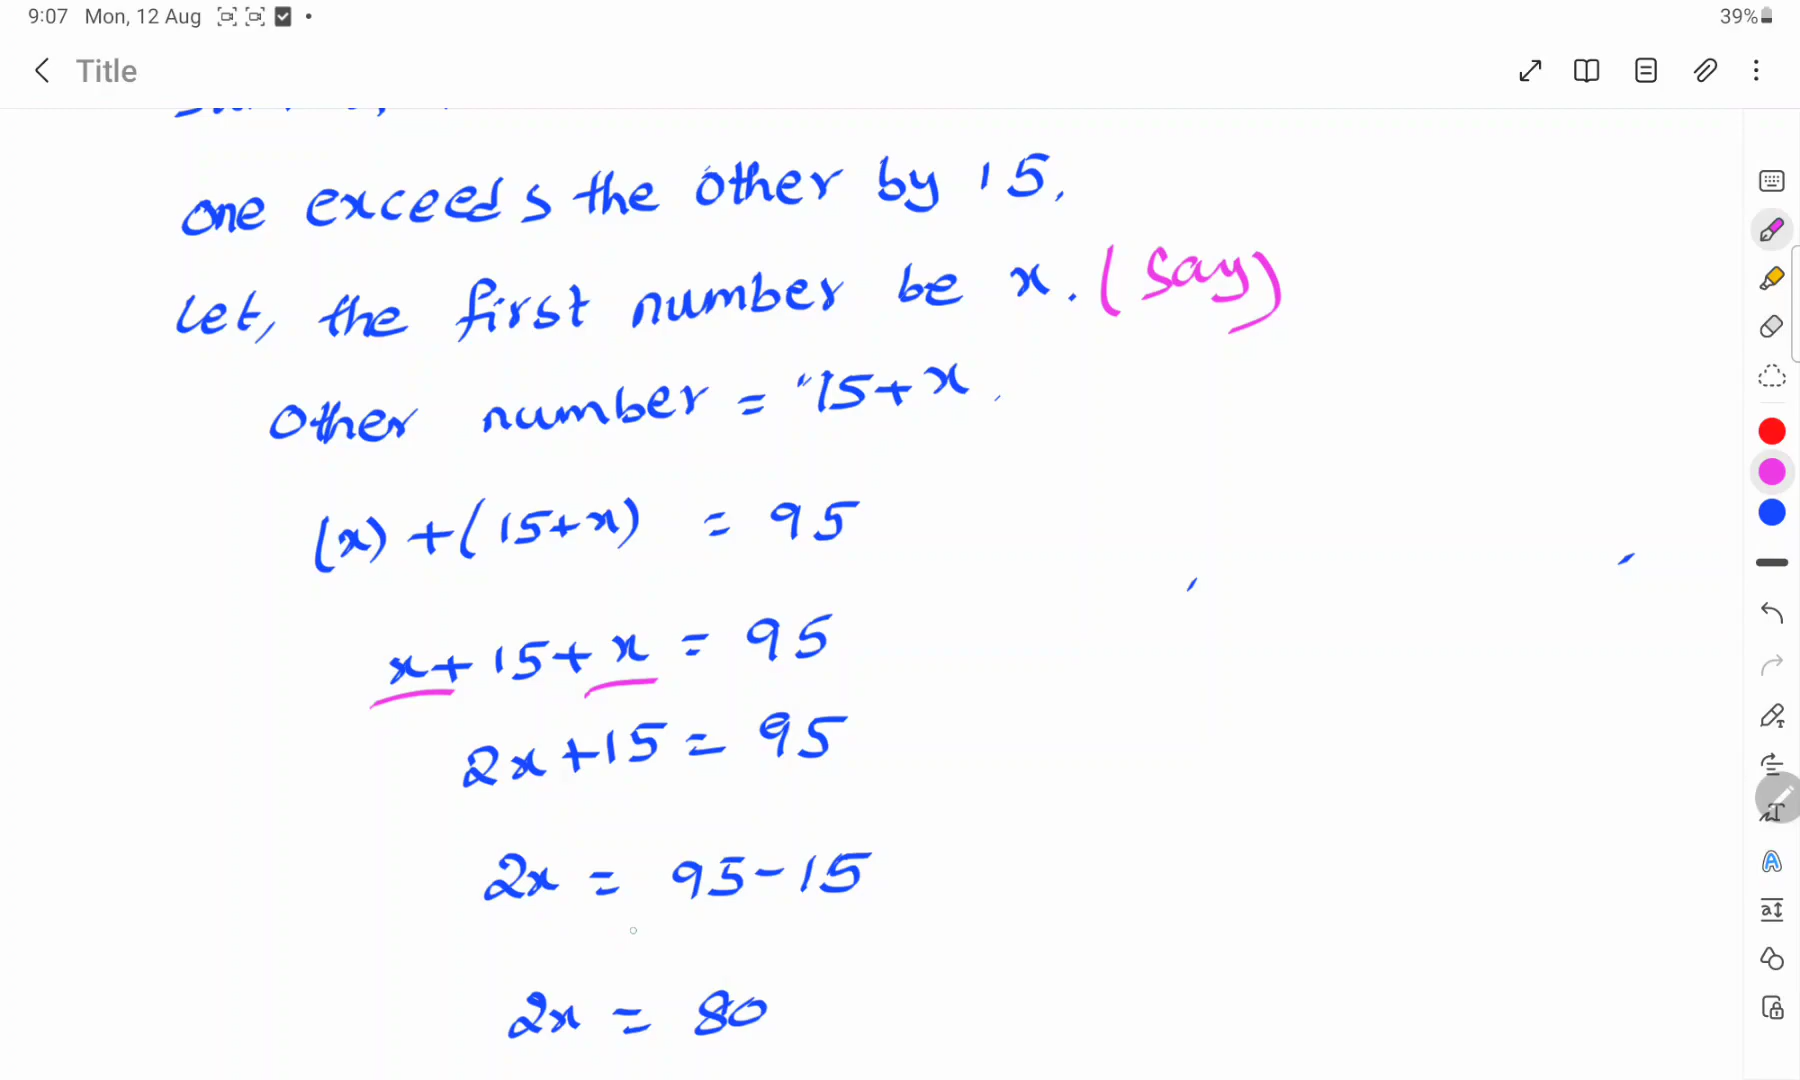 9:07 Mon, 12 Aug
39%
Title
one exceeds the other by 15.
Let, the first number be x. (say)
Other number = 15+x.
(x) + (15+x) = 95
x+15+x = 95
2x+15 = 95
2x = 95-15
2x = 80